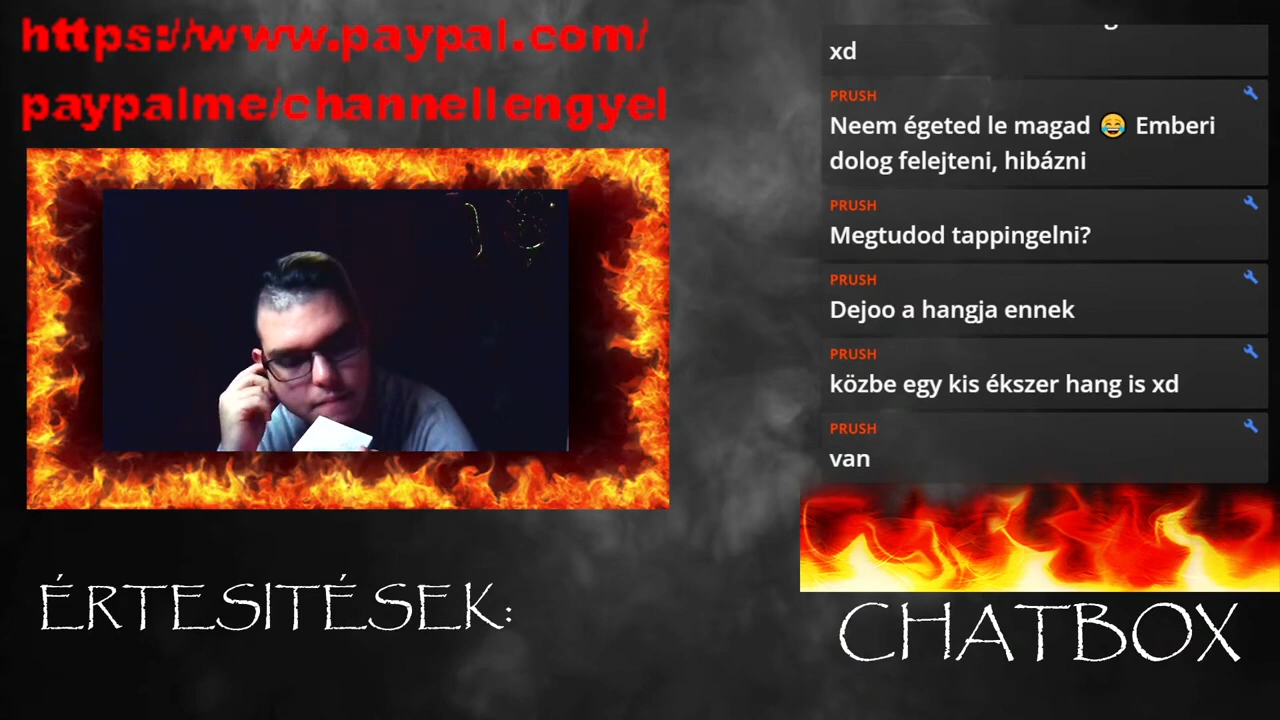 https://www.paypal.com/
paypalme/channellengyel
xd
PRUSH
Neem égeted le magad 😂 Emberi
dolog felejteni, hibázni
PRUSH
Megtudod tappingelni?
PRUSH
Dejoo a hangja ennek
PRUSH
közbe egy kis ékszer hang is xd
PRUSH
van
ÉRTESITÉSEK:
CHATBOX